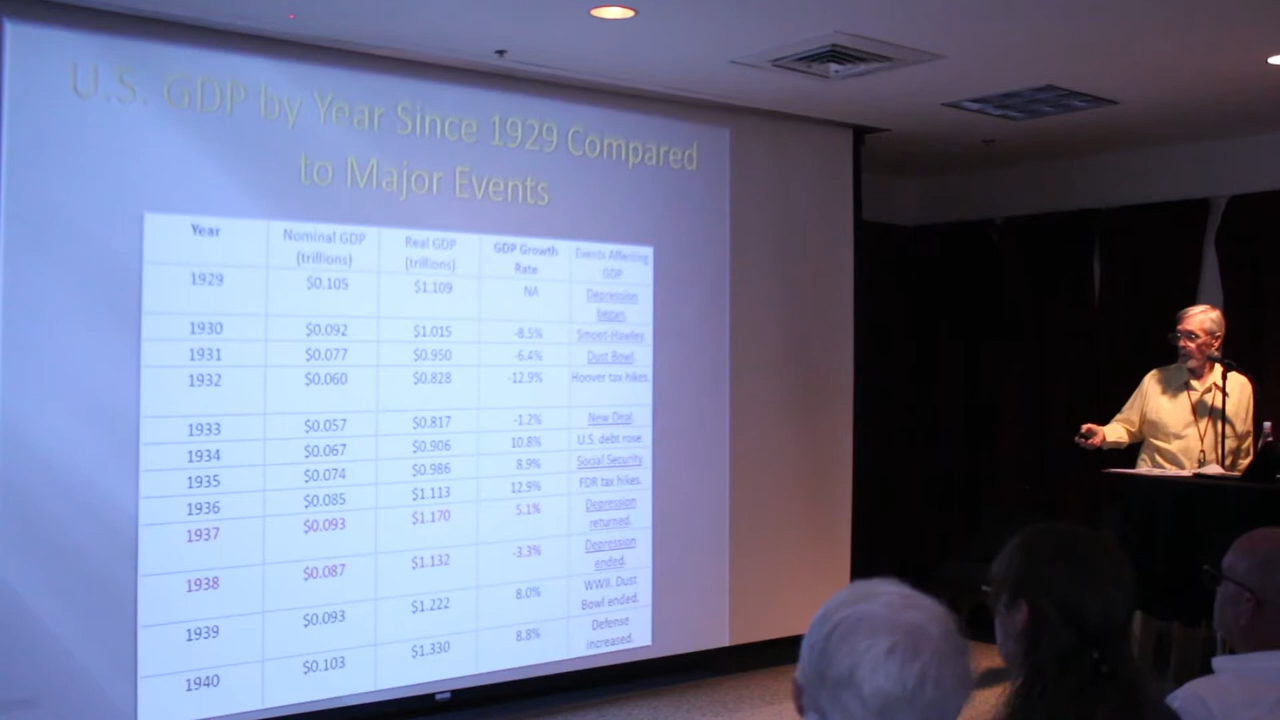 U.S. GDP by Year Since 1929 Compared
to Major Events
Year Nominal GDP (trillions) Real GDP (trillions) GDP Growth Rate Events Affecting GDP
1929 $0.105 $1.109 NA Depression began.
1930 $0.092 $1.015 -8.5% Smoot-Hawley
1931 $0.077 $0.950 -6.4% Dust Bowl.
1932 $0.060 $0.828 -12.9% Hoover tax hikes.
1933 $0.057 $0.817 -1.2% New Deal.
1934 $0.067 $0.906 10.8% U.S. debt rose.
1935 $0.074 $0.986 8.9% Social Security.
1936 $0.085 $1.113 12.9% FDR tax hikes.
1937 $0.093 $1.170 5.1% Depression returned.
1938 $0.087 $1.132 -3.3% Depression ended.
1939 $0.093 $1.222 8.0% WWII. Dust Bowl ended.
1940 $0.103 $1.330 8.8% Defense increased.